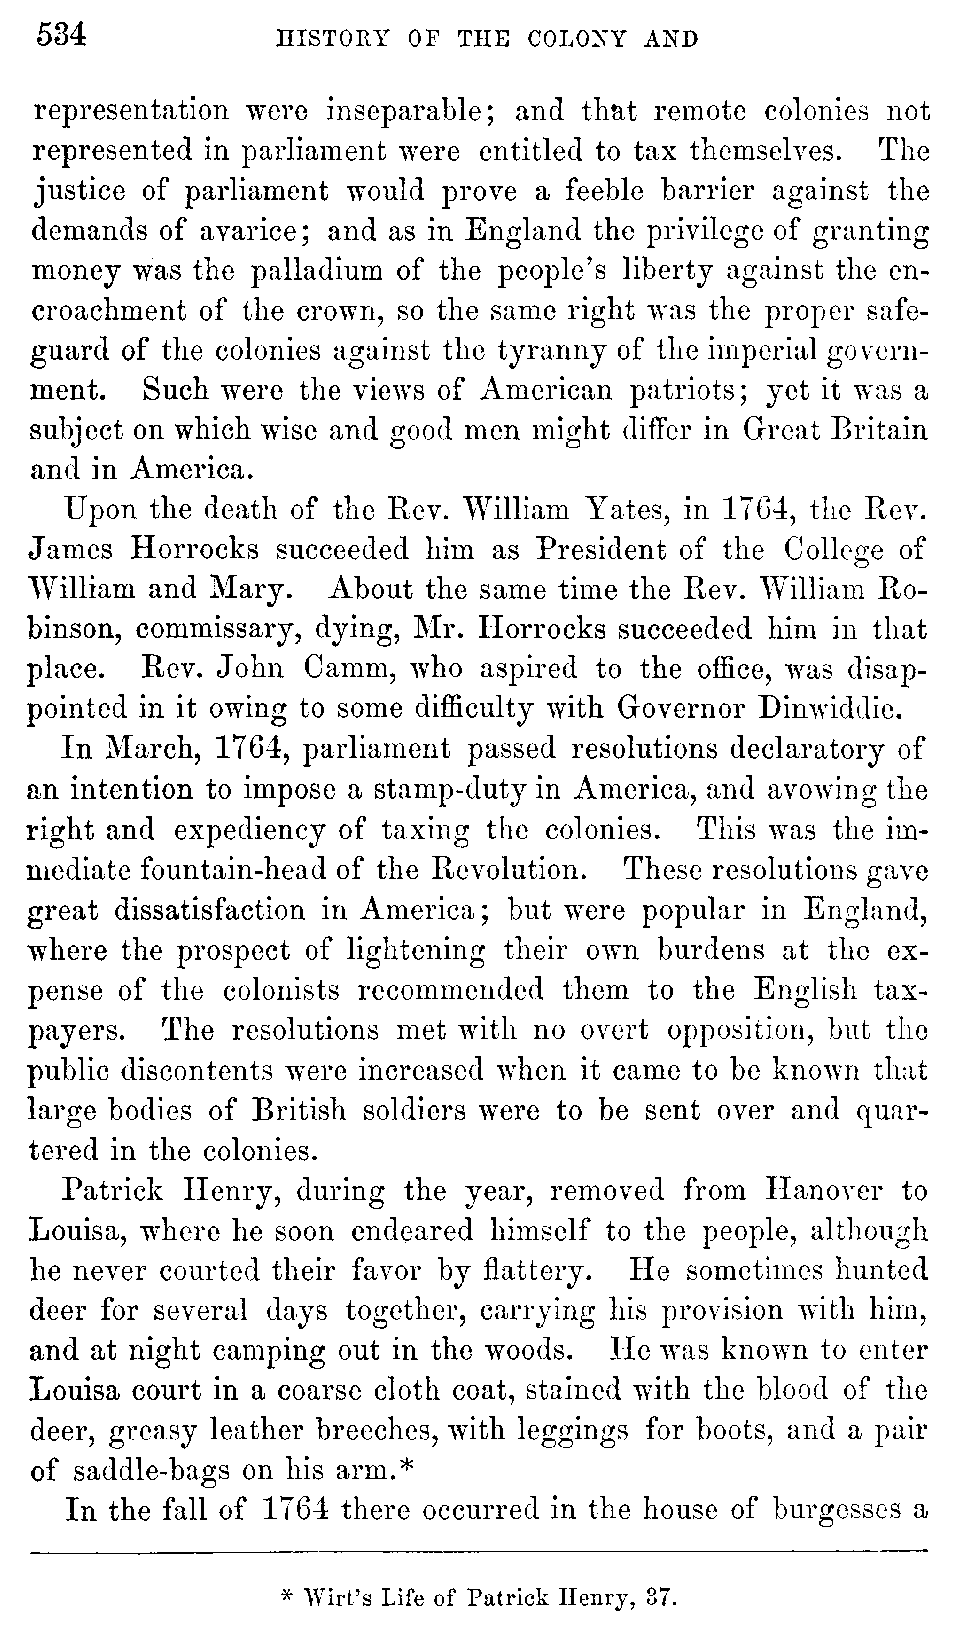 534 HISTORY OF THE COLONY AND
representation were inseparable; and that remote colonies not
represented in parliament were entitled to tax themselves. The
justice of parliament would prove a feeble barrier against the
demands of avarice; and as in England the privilege of granting
money was the palladium of the people's liberty against the en-
croachment of the crown, so the same right was the proper safe-
guard of the colonies against the tyranny of the imperial govern-
ment. Such were the views of American patriots; yet it was a
subject on which wise and good men might differ in Great Britain
and in America.
Upon the death of the Rev. William Yates, in 1764, the Rev.
James Horrocks succeeded him as President of the College of
William and Mary. About the same time the Rev. William Ro-
binson, commissary, dying, Mr. Horrocks succeeded him in that
place. Rev. John Camm, who aspired to the office, was disap-
pointed in it owing to some difficulty with Governor Dinwiddie.
In March, 1764, parliament passed resolutions declaratory of
an intention to impose a stamp-duty in America, and avowing the
right and expediency of taxing the colonies. This was the im-
mediate fountain-head of the Revolution. These resolutions gave
great dissatisfaction in America; but were popular in England,
where the prospect of lightening their own burdens at the ex-
pense of the colonists recommended them to the English tax-
payers. The resolutions met with no overt opposition, but the
public discontents were increased when it came to be known that
large bodies of British soldiers were to be sent over and quar-
tered in the colonies.
Patrick Henry, during the year, removed from Hanover to
Louisa, where he soon endeared himself to the people, although
he never courted their favor by flattery. He sometimes hunted
deer for several days together, carrying his provision with him,
and at night camping out in the woods. He was known to enter
Louisa court in a coarse cloth coat, stained with the blood of the
deer, greasy leather breeches, with leggings for boots, and a pair
of saddle-bags on his arm.*
In the fall of 1764 there occurred in the house of burgesses a
* Wirt's Life of Patrick Henry, 37.